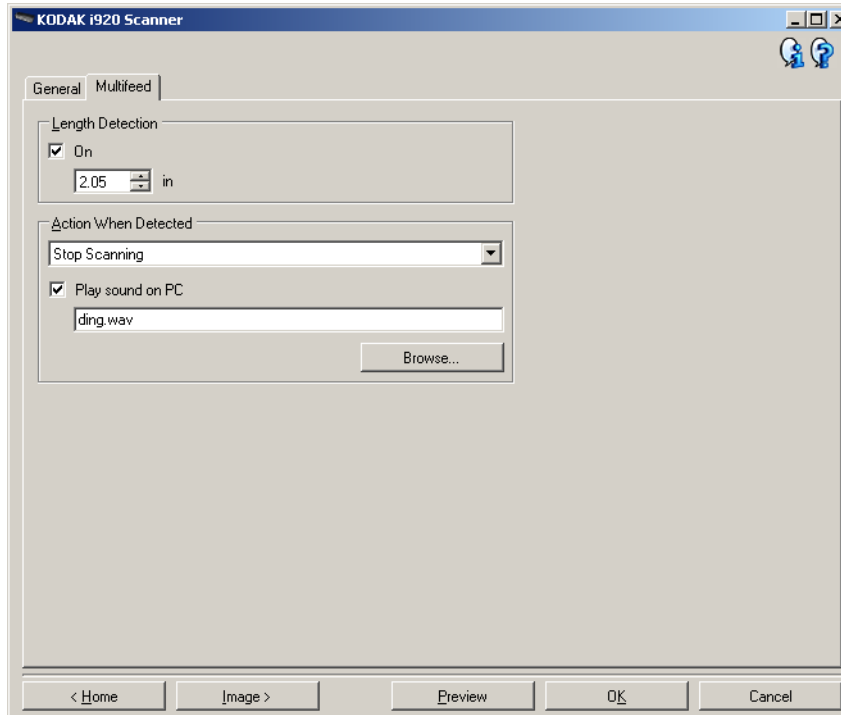 KODAK i920 Scanner
General Multifeed
Length Detection
On
2.05 in
Action When Detected
Stop Scanning
Play sound on PC
ding.wav
Browse...
< Home Image > Preview OK Cancel